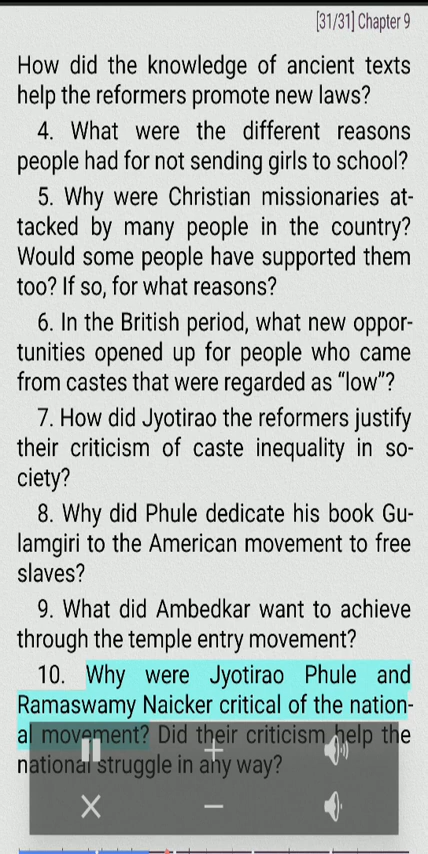 [31/31] Chapter 9
How did the knowledge of ancient texts
help the reformers promote new laws?
4. What were the different reasons
people had for not sending girls to school?
5. Why were Christian missionaries at-
tacked by many people in the country?
Would some people have supported them
too? If so, for what reasons?
6. In the British period, what new oppor-
tunities opened up for people who came
from castes that were regarded as “low”?
7. How did Jyotirao the reformers justify
their criticism of caste inequality in so-
ciety?
8. Why did Phule dedicate his book Gu-
lamgiri to the American movement to free
slaves?
9. What did Ambedkar want to achieve
through the temple entry movement?
10. Why were Jyotirao Phule and
Ramaswamy Naicker critical of the nation-
al movement? Did their criticism help the
national struggle in any way?